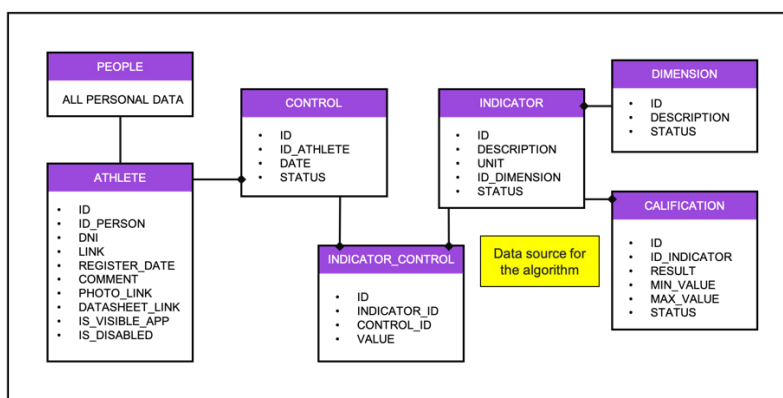 PEOPLE
ALL PERSONAL DATA
ATHLETE
• ID
• ID_PERSON
• DNI
• LINK
• REGISTER_DATE
• COMMENT
• PHOTO_LINK
• DATASHEET_LINK
• IS_VISIBLE_APP
• IS_DISABLED
CONTROL
• ID
• ID_ATHLETE
• DATE
• STATUS
INDICATOR_CONTROL
• ID
• INDICATOR_ID
• CONTROL_ID
• VALUE
INDICATOR
• ID
• DESCRIPTION
• UNIT
• ID_DIMENSION
• STATUS
Data source for
the algorithm
DIMENSION
• ID
• DESCRIPTION
• STATUS
CALIFICATION
• ID
• ID_INDICATOR
• RESULT
• MIN_VALUE
• MAX_VALUE
• STATUS